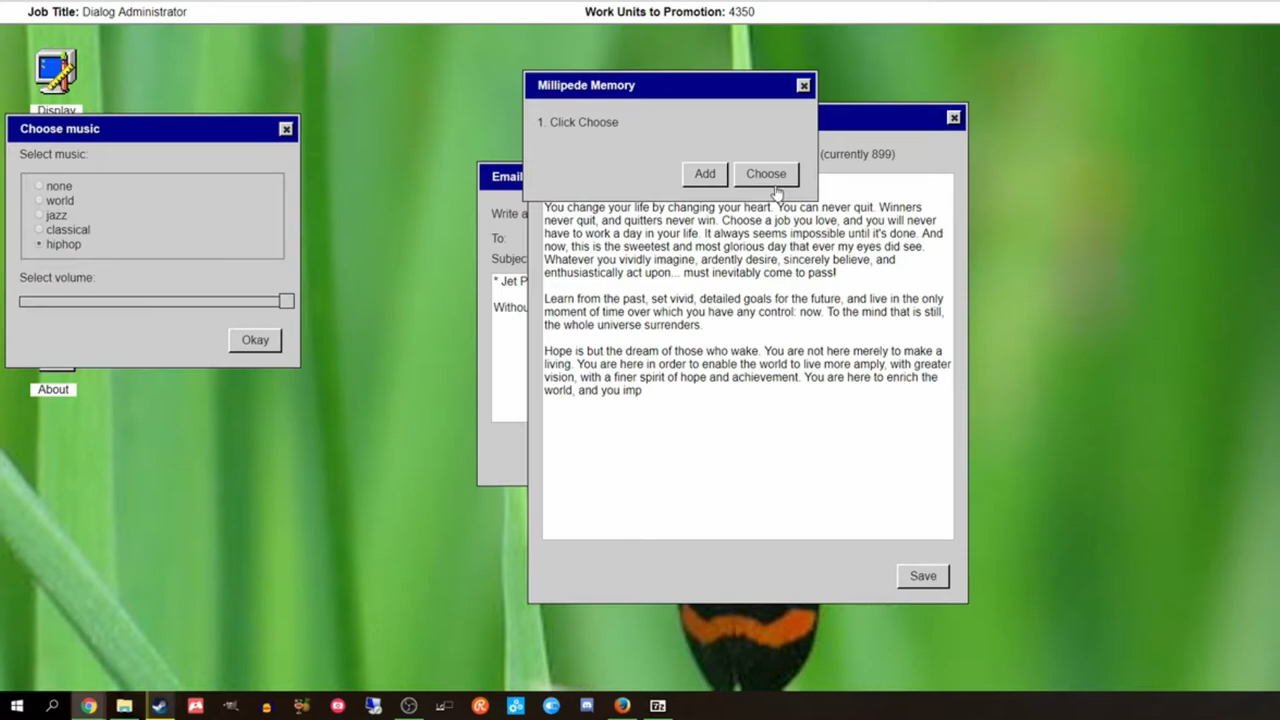 Job Title: Dialog Administrator
Work Units to Promotion: 4350
Display
Choose music
Select music:
none
world
jazz
classical
hiphop
Select volume:
Okay
About
Millipede Memory
1. Click Choose
Add
Choose
Email
Write a
To:
Subjec
* Jet P
Withou
(currently 899)
You change your life by changing your heart. You can never quit. Winners
never quit, and quitters never win. Choose a job you love, and you will never
have to work a day in your life. It always seems impossible until it's done. And
now, this is the sweetest and most glorious day that ever my eyes did see.
Whatever you vividly imagine, ardently desire, sincerely believe, and
enthusiastically act upon... must inevitably come to pass!
Learn from the past, set vivid, detailed goals for the future, and live in the only
moment of time over which you have any control: now. To the mind that is still,
the whole universe surrenders.
Hope is but the dream of those who wake. You are not here merely to make a
living. You are here in order to enable the world to live more amply, with greater
vision, with a finer spirit of hope and achievement. You are here to enrich the
world, and you imp
Save
7z